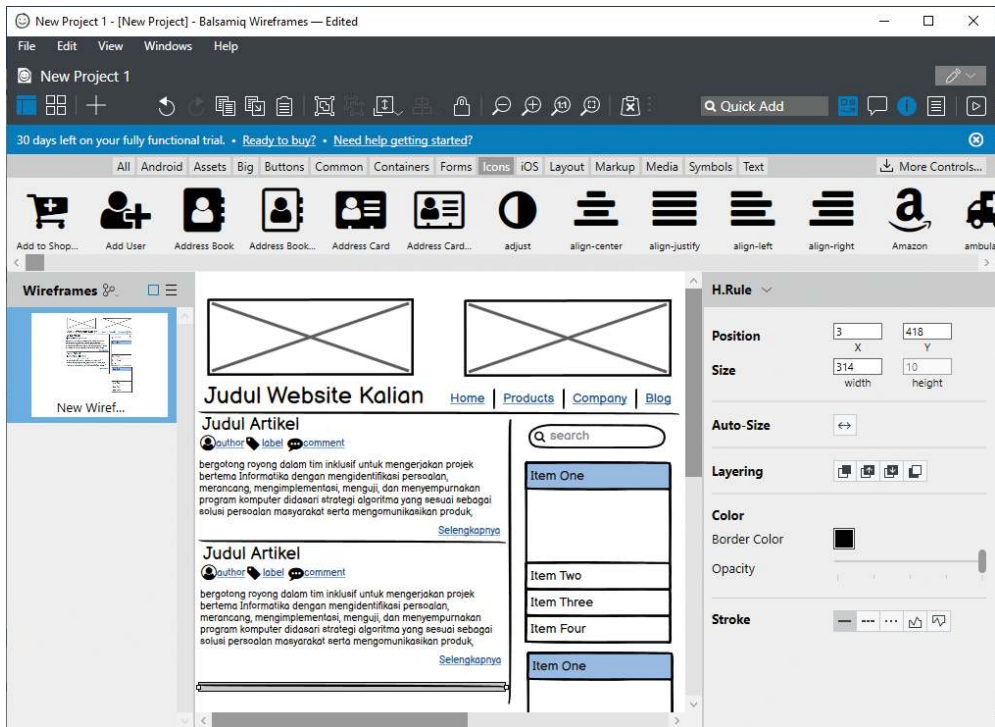 New Project 1 - [New Project] - Balsamiq Wireframes — Edited
File Edit View Windows Help
New Project 1
Quick Add
30 days left on your fully functional trial. • Ready to buy? • Need help getting started?
All Android Assets Big Buttons Common Containers Forms Icons iOS Layout Markup Media Symbols Text More Controls...
Add to Shop... Add User Address Book Address Book... Address Card Address Card... adjust align-center align-justify align-left align-right Amazon ambula
Wireframes
New Wiref...
Judul Website Kalian
Home Products Company Blog
Judul Artikel
author label comment
bergotong royong dalam tim inklusif untuk mengerjakan projek
bertema Informatika dengan mengidentifikasi persoalan,
merancang, mengimplementasi, menguji, dan menyempurnakan
program komputer didasari strategi algoritma yang sesuai sebagai
solusi persoalan masyarakat serta mengomunikasikan produk,
Selengkapnya
Judul Artikel
author label comment
bergotong royong dalam tim inklusif untuk mengerjakan projek
bertema Informatika dengan mengidentifikasi persoalan,
merancang, mengimplementasi, menguji, dan menyempurnakan
program komputer didasari strategi algoritma yang sesuai sebagai
solusi persoalan masyarakat serta mengomunikasikan produk,
Selengkapnya
search
Item One
Item Two
Item Three
Item Four
Item One
H.Rule
Position 3 418
X Y
Size 314 10
width height
Auto-Size
Layering
Color
Border Color
Opacity
Stroke